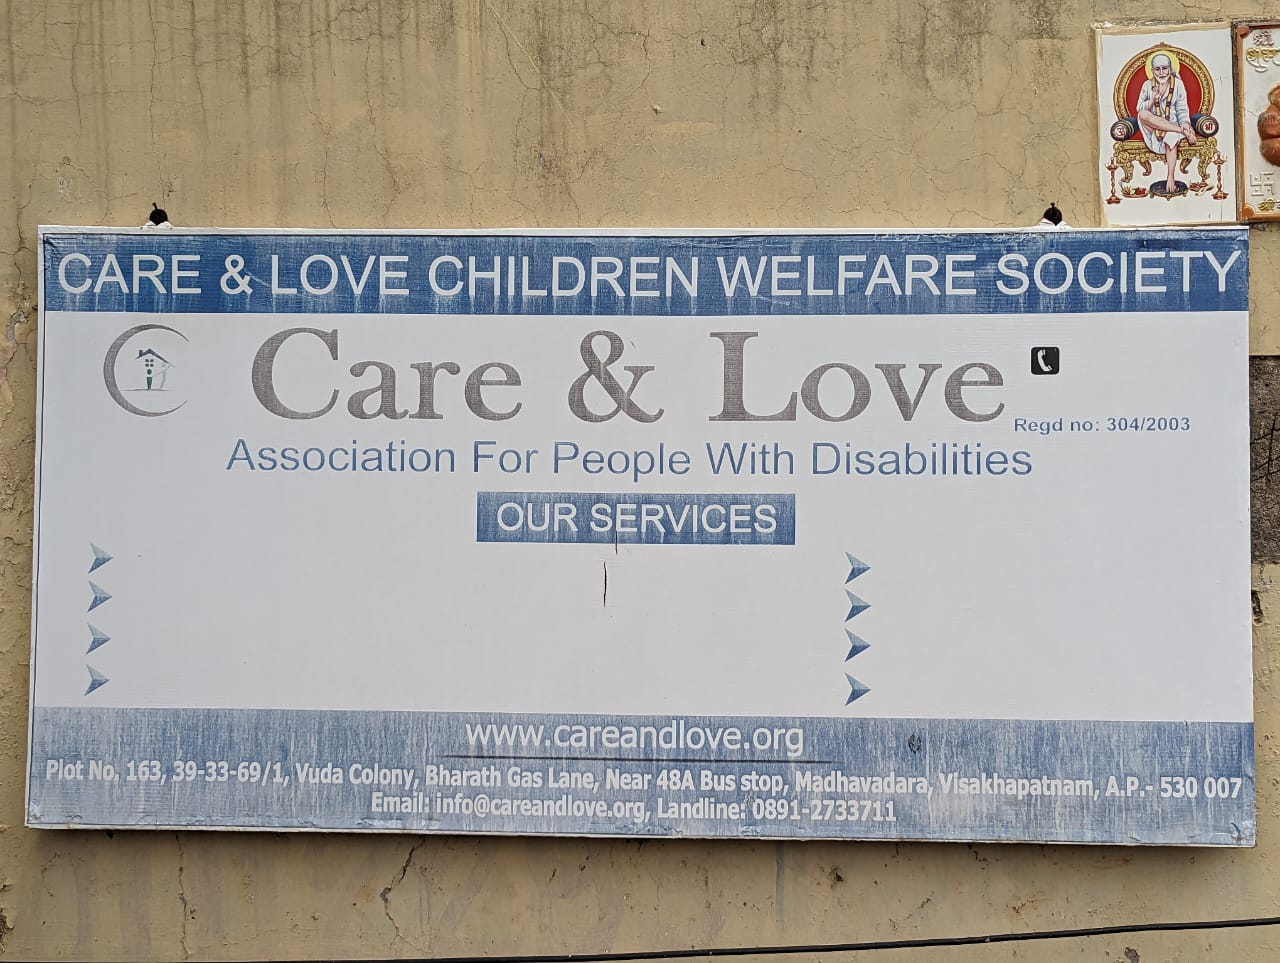 CARE & LOVE CHILDREN WELFARE SOCIETY
Care & Love
Regd no: 304/2003
Association For People With Disabilities
OUR SERVICES
www.careandlove.org
Plot No, 163, 39-33-69/1, Vuda Colony, Bharath Gas Lane, Near 48A Bus stop, Madhavadara, Visakhapatnam, A.P.- 530 007
Email: info@careandlove.org, Landline: 0891-2733711